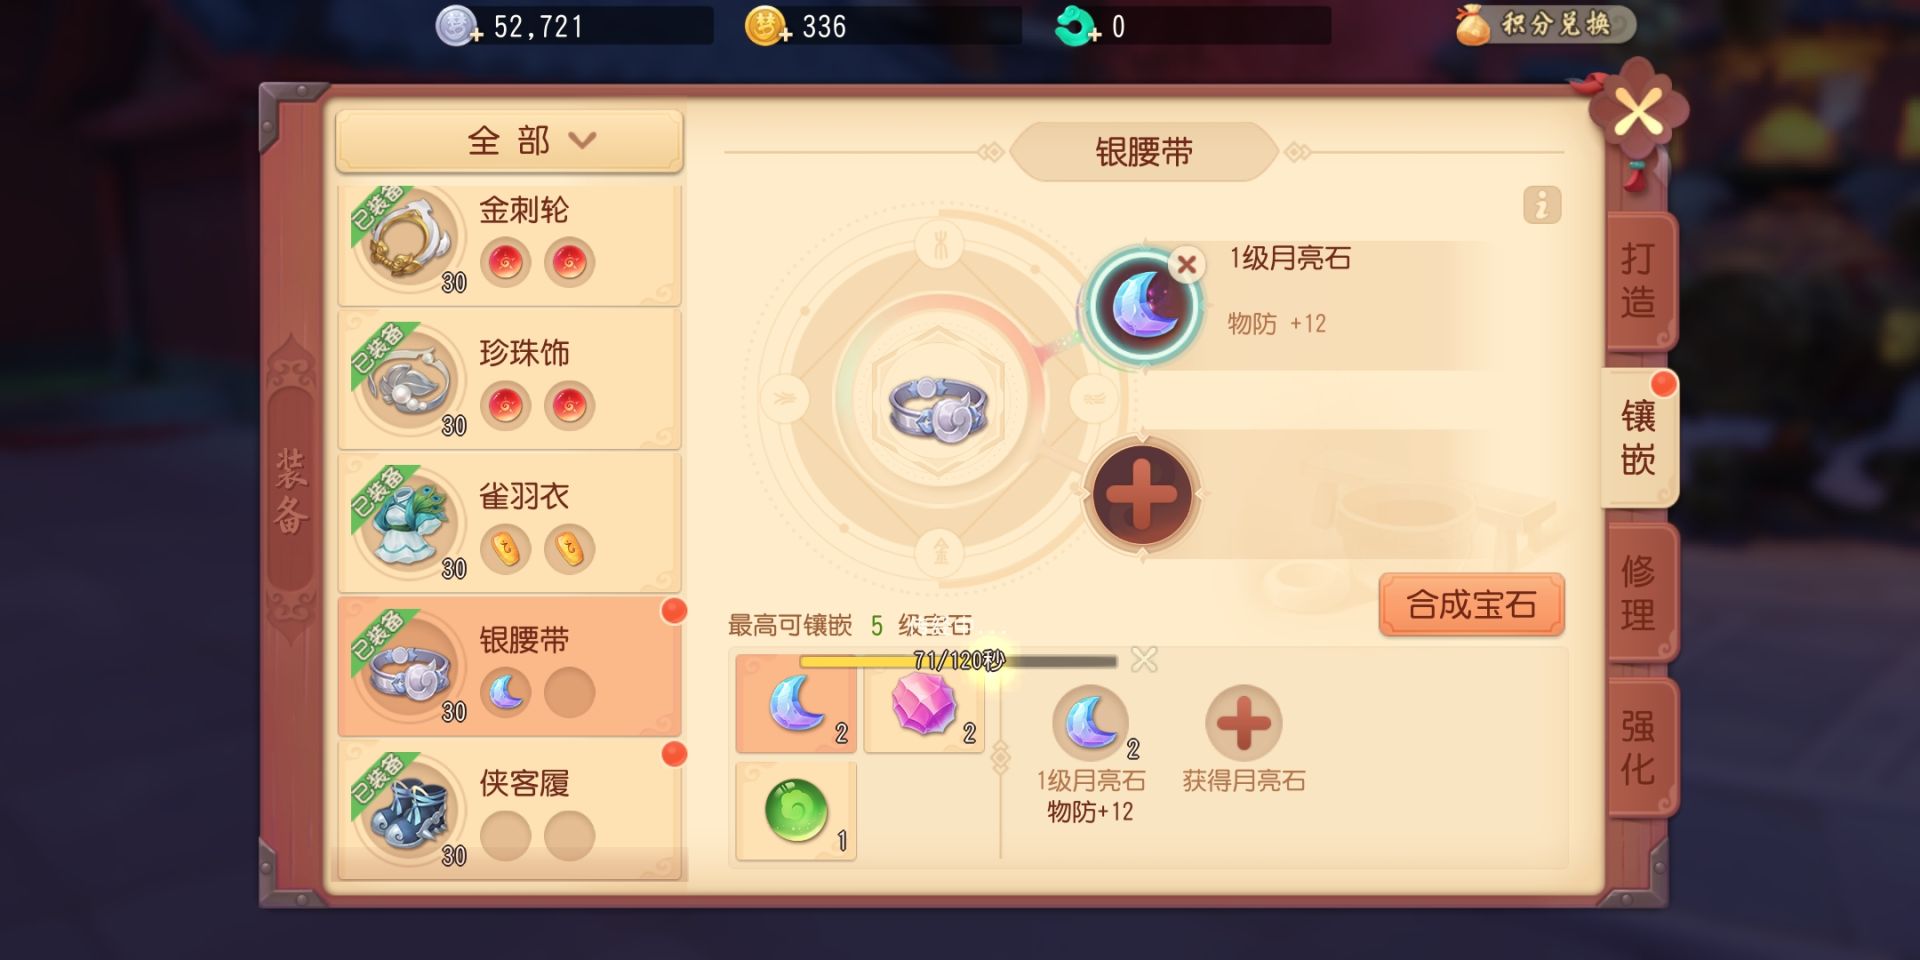 52,721
336
0
积分兑换
全部
银腰带
装备
已装备
金刺轮
30
已装备
珍珠饰
30
已装备
雀羽衣
30
已装备
银腰带
30
已装备
侠客履
30
1级月亮石
物防 +12
金
合成宝石
最高可镶嵌 5 级宝石
71/120秒
2
2
1
2
1级月亮石
物防+12
获得月亮石
打造
镶嵌
修理
强化